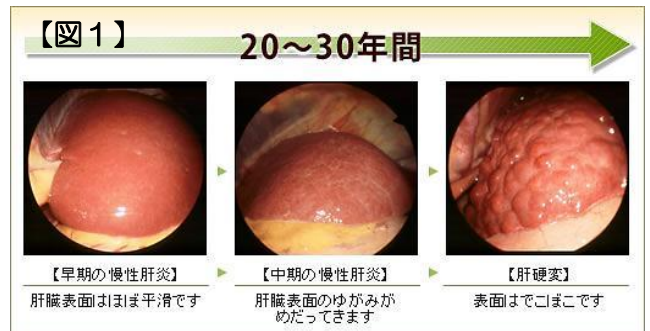 【図1】
20～30年間
【早期の慢性肝炎】
肝臓表面はほぼ平滑です
【中期の慢性肝炎】
肝臓表面のゆがみが
めだってきます
【肝硬変】
表面はでこぼこです